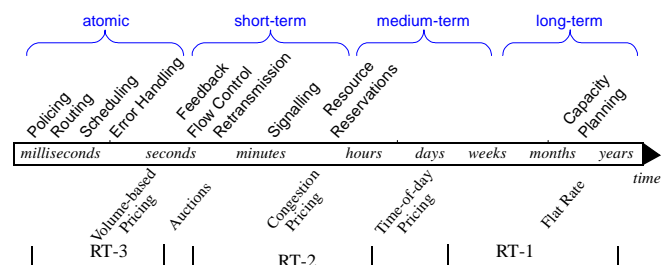 atomic short-term medium-term long-term
Policing
Routing
Scheduling
Error Handling
Feedback
Flow Control
Retransmission
Signalling
Resource
Reservations
Capacity
Planning
milliseconds seconds minutes hours days weeks months years
time
Volume-based
Pricing
Auctions
Congestion
Pricing
Time-of-day
Pricing
Flat Rate
RT-3 RT-2 RT-1